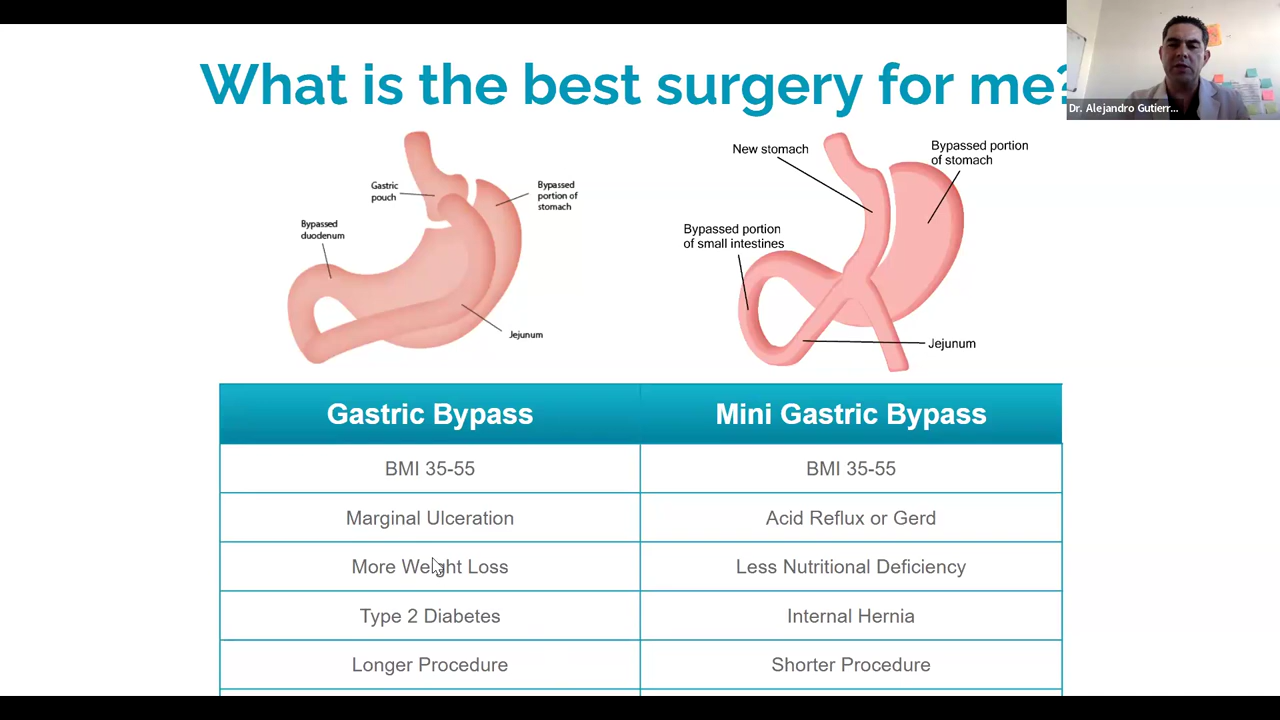 What is the best surgery for me?
Dr. Alejandro Gutierr...
Gastric
pouch
Bypassed
portion of
stomach
Bypassed
duodenum
Jejunum
New stomach
Bypassed portion
of stomach
Bypassed portion
of small intestines
Jejunum
Gastric Bypass
Mini Gastric Bypass
BMI 35-55
BMI 35-55
Marginal Ulceration
Acid Reflux or Gerd
More Weight Loss
Less Nutritional Deficiency
Type 2 Diabetes
Internal Hernia
Longer Procedure
Shorter Procedure